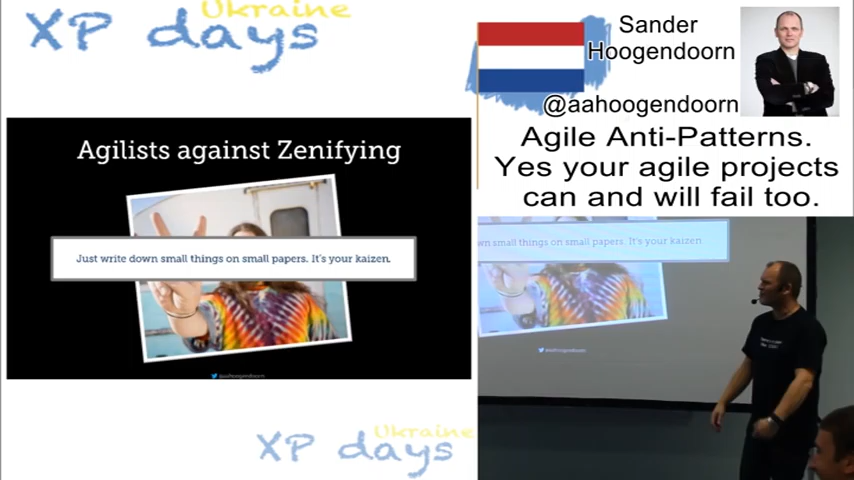 XP days
Ukraine
Sander
Hoogendoorn
@aahoogendoorn
Agile Anti-Patterns.
Yes your agile projects
can and will fail too.
Agilists against Zenifying
Just write down small things on small papers. It's your kaizen.
@aahoogendoorn
wn small things on small papers. It's your kaizen
XP days
Ukraine